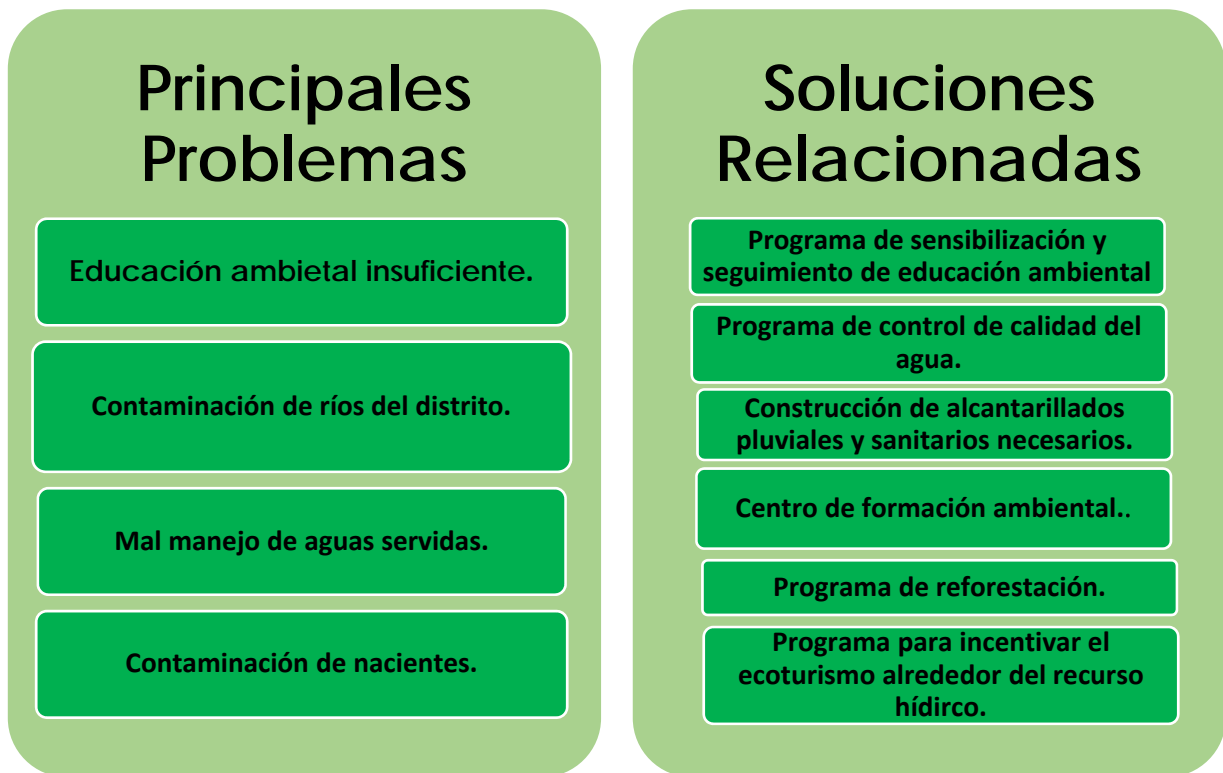 Principales
Problemas
Educación ambietal insuficiente.
Contaminación de ríos del distrito.
Mal manejo de aguas servidas.
Contaminación de nacientes.
Soluciones
Relacionadas
Programa de sensibilización y
seguimiento de educación ambiental
Programa de control de calidad del
agua.
Construcción de alcantarillados
pluviales y sanitarios necesarios.
Centro de formación ambiental..
Programa de reforestación.
Programa para incentivar el
ecoturismo alrededor del recurso
hídirco.